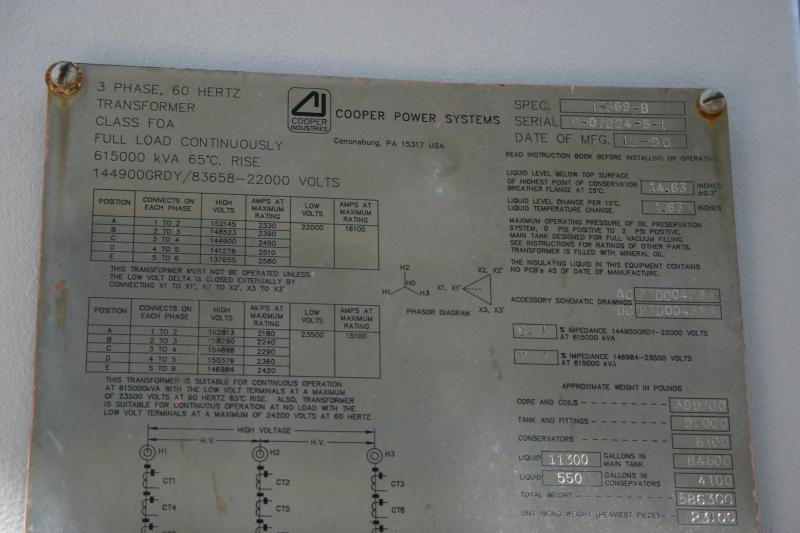 3 PHASE, 60 HERTZ
TRANSFORMER
CLASS FOA
FULL LOAD CONTINUOUSLY
615000 kVA 65°C. RISE
144900GRDY/83658-22000 VOLTS
COOPER INDUSTRIES
COOPER POWER SYSTEMS
Canonsburg, PA 15317 USA
SPEC.
SERIAL
DATE OF MFG.
READ INSTRUCTION BOOK BEFORE INSTALLING OR OPERATING
LIQUID LEVEL BELOW TOP SURFACE
OF HIGHEST POINT OF CONSERVATOR
BREATHER FLANGE AT 25°C. 14.63 INCHES
LIQUID LEVEL CHANGE PER 10°C.
LIQUID TEMPERATURE CHANGE. 1.63 INCHES
MAXIMUM OPERATING PRESSURE OF OIL PRESERVATION
SYSTEM, 0 PSI POSITIVE TO 2 PSI POSITIVE.
MAIN TANK DESIGNED FOR FULL VACUUM FILLING.
SEE INSTRUCTIONS FOR RATINGS OF OTHER PARTS.
TRANSFORMER IS FILLED WITH MINERAL OIL.
THE INSULATING LIQUID IN THIS EQUIPMENT CONTAINS
NO PCB's AS OF DATE OF MANUFACTURE.
POSITION CONNECTS ON EACH PHASE HIGH VOLTS AMPS AT MAXIMUM RATING LOW VOLTS AMPS AT MAXIMUM RATING
A 1 TO 2 152145 2330 22000 16100
B 2 TO 3 148523 2390
C 3 TO 4 144900 2450
D 4 TO 5 141278 2510
E 5 TO 6 137655 2580
THIS TRANSFORMER MUST NOT BE OPERATED UNLESS
THE LOW VOLT DELTA IS CLOSED EXTERNALLY BY
CONNECTING X1 TO X1', X2 TO X2', X3 TO X3'
H2
H1 H3
X2, X2'
X1, X1'
X3, X3'
PHASOR DIAGRAM
ACCESSORY SCHEMATIC DRAWINGS AC
DC
POSITION CONNECTS ON EACH PHASE HIGH VOLTS AMPS AT MAXIMUM RATING LOW VOLTS AMPS AT MAXIMUM RATING
A 1 TO 2 162813 2180 23500 15100
B 2 TO 3 158290 2240
C 3 TO 4 154898 2290
D 4 TO 5 150376 2360
E 5 TO 6 146984 2420
% IMPEDANCE 144900GRDY-22000 VOLTS
AT 615000 kVA
% IMPEDANCE 146984-23500 VOLTS
AT 615000 kVA
THIS TRANSFORMER IS SUITABLE FOR CONTINUOUS OPERATION
AT 615000kVA WITH THE LOW VOLT TERMINALS AT A MAXIMUM
OF 23500 VOLTS AT 60 HERTZ 65°C RISE. ALSO, TRANSFORMER
IS SUITABLE FOR CONTINUOUS OPERATION AT NO LOAD WITH THE
LOW VOLT TERMINALS AT A MAXIMUM OF 24200 VOLTS AT 60 HERTZ.
APPROXIMATE WEIGHT IN POUNDS
CORE AND COILS
TANK AND FITTINGS
CONSERVATORS 6100
LIQUID 11300 GALLONS IN MAIN TANK 84600
LIQUID 550 GALLONS IN CONSERVATORS 4100
TOTAL WEIGHT 586300
UNTANKING WEIGHT (HEAVIEST PIECE) 23100
HIGH VOLTAGE
H.V. H.V.
H1 H2 H3
CT1 CT2 CT3
CT4 CT5 CT6